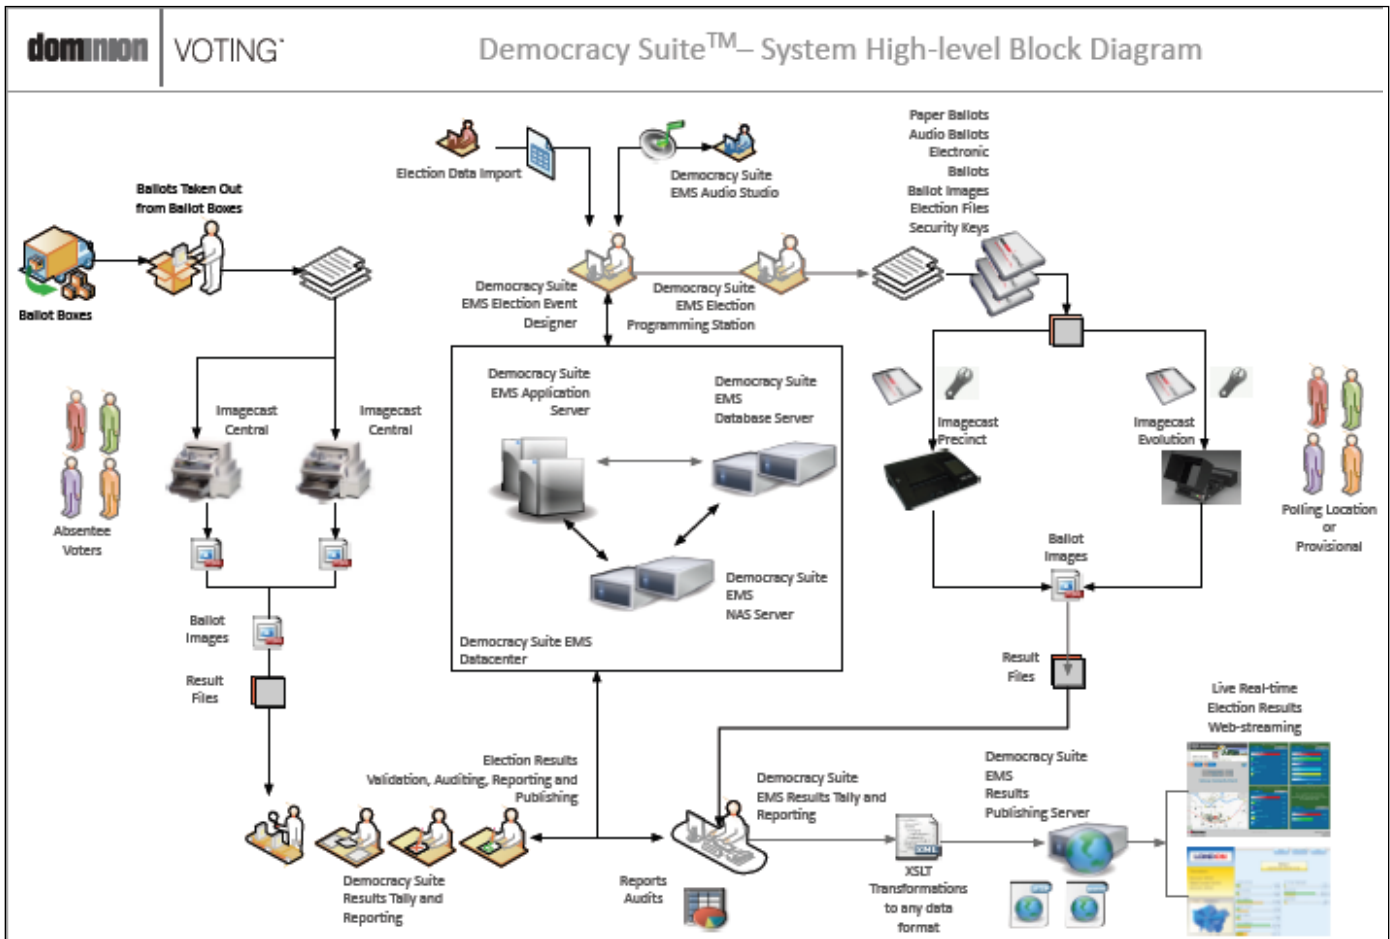 dominion VOTING™
Democracy Suite™– System High-level Block Diagram
Election Data Import
Democracy Suite
EMS Audio Studio
Paper Ballots
Audio Ballots
Electronic
Ballots
Ballot Images
Election Files
Security Keys
Ballots Taken Out
from Ballot Boxes
Ballot Boxes
Democracy Suite
EMS Election Event
Designer
Democracy Suite
EMS Election
Programming Station
Imagecast
Central
Imagecast
Central
Absentee
Voters
Democracy Suite
EMS Application
Server
Democracy Suite
EMS
Database Server
Democracy Suite
EMS
NAS Server
Democracy Suite EMS
Datacenter
Imagecast
Precinct
Imagecast
Evolution
Polling Location
or
Provisional
Ballot
Images
Result
Files
Ballot
Images
Result
Files
Election Results
Validation, Auditing, Reporting and
Publishing
Democracy Suite
Results Tally and
Reporting
Democracy Suite
EMS Results Tally and
Reporting
Reports
Audits
XML
XSLT
Transformations
to any data
format
Democracy Suite
EMS
Results
Publishing Server
Live Real-time
Election Results
Web-streaming
LONDON